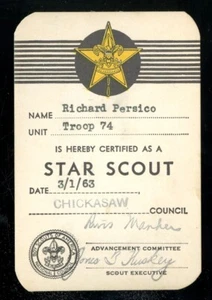 NAME Richard Persico
UNIT Troop 74
IS HEREBY CERTIFIED AS A
STAR SCOUT
DATE 3/1/63
CHICKASAW
COUNCIL
ADVANCEMENT COMMITTEE
SCOUT EXECUTIVE